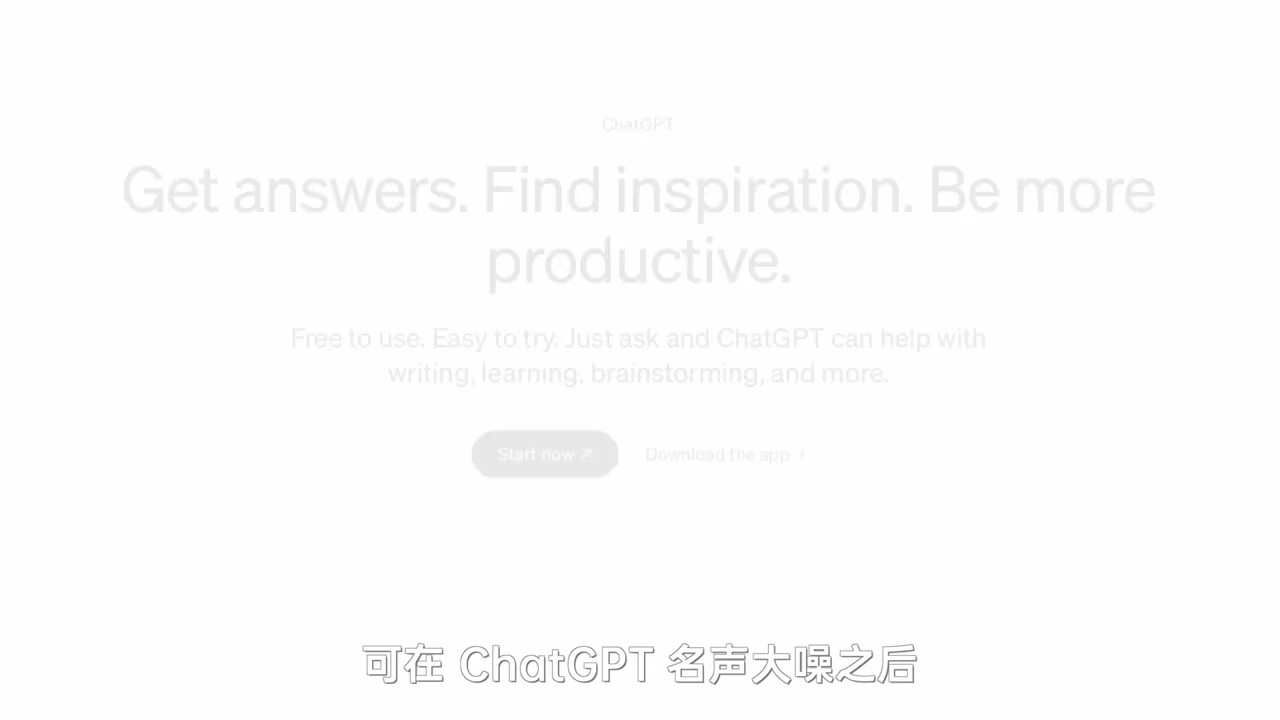 ChatGPT
Get answers. Find inspiration. Be more
productive.
Free to use. Easy to try. Just ask and ChatGPT can help with
writing, learning, brainstorming, and more.
Start now ↗ Download the app >
可在 ChatGPT 名声大噪之后